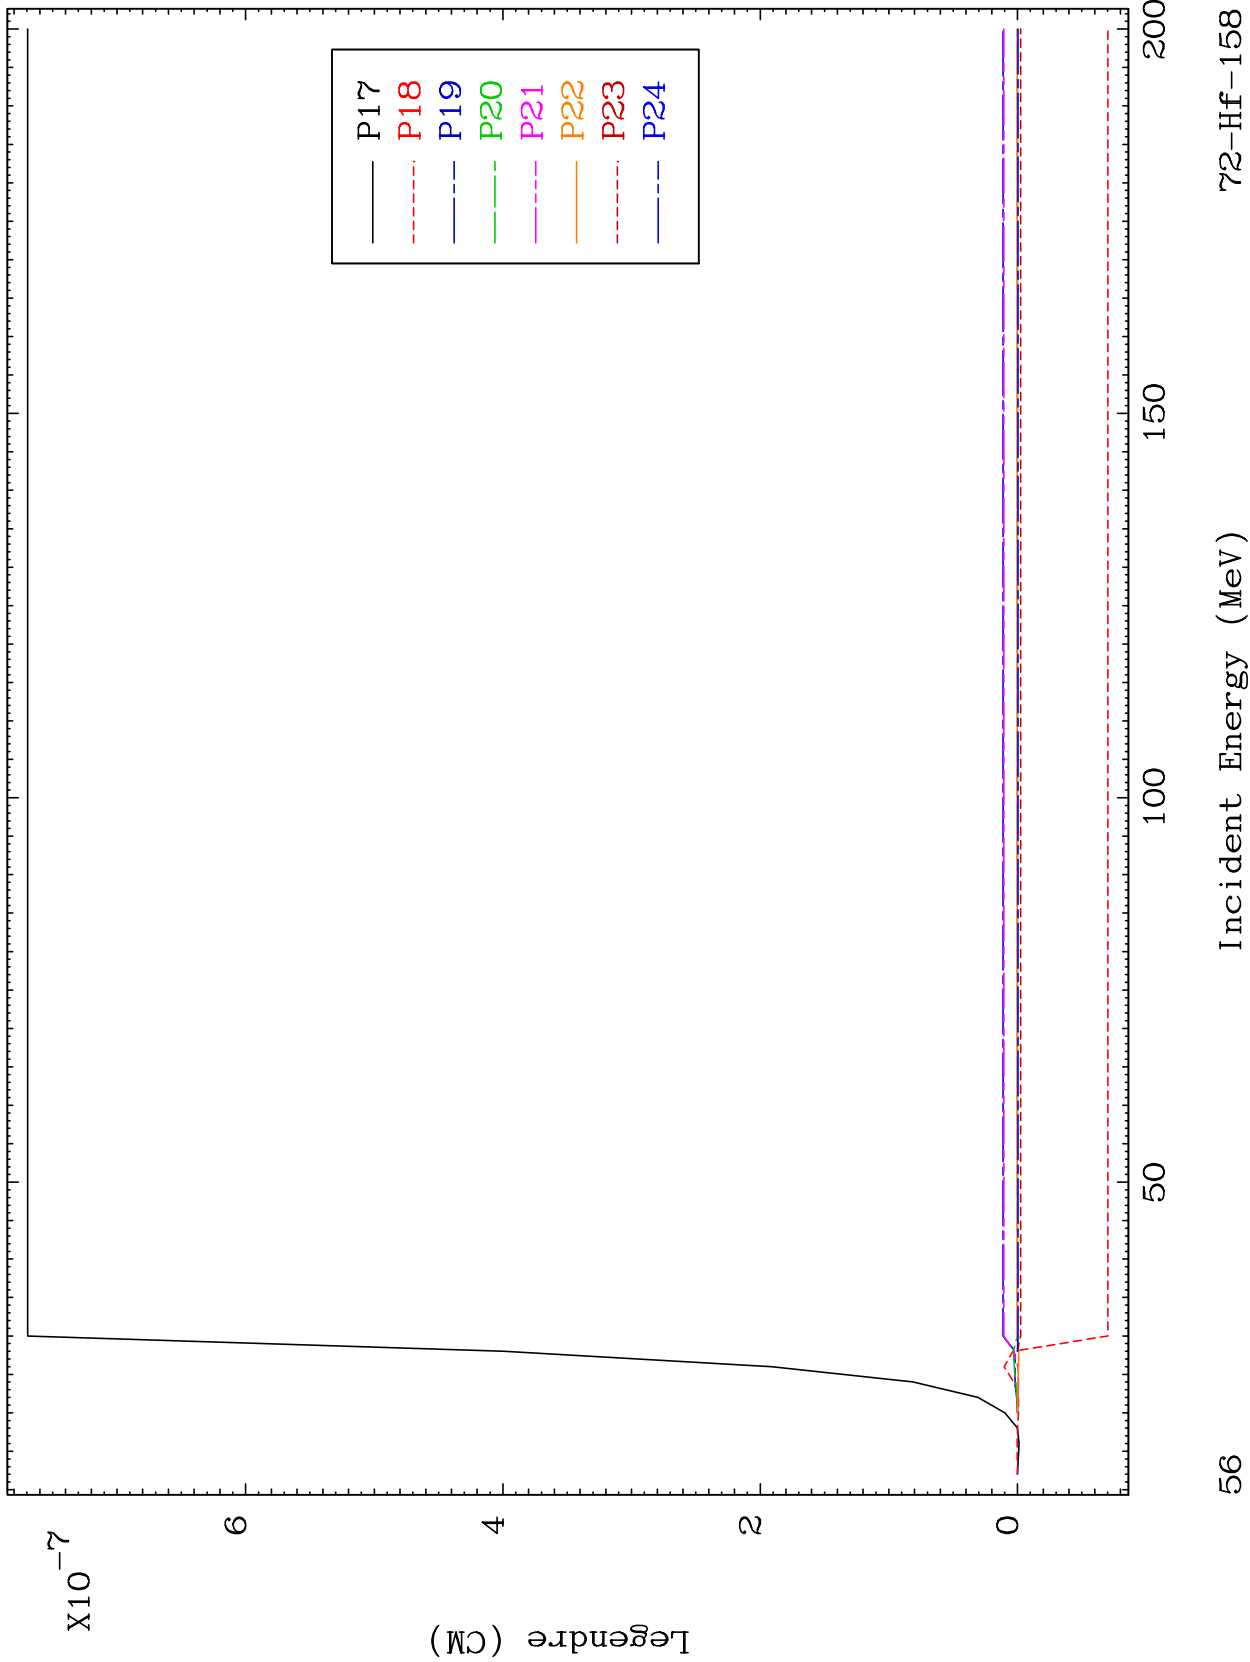 X10-7
Legendre (CM)
6
4
2
0
50
100
150
200
P17
P18
P19
P20
P21
P22
P23
P24
56
Incident Energy (MeV)
72-Hf-158